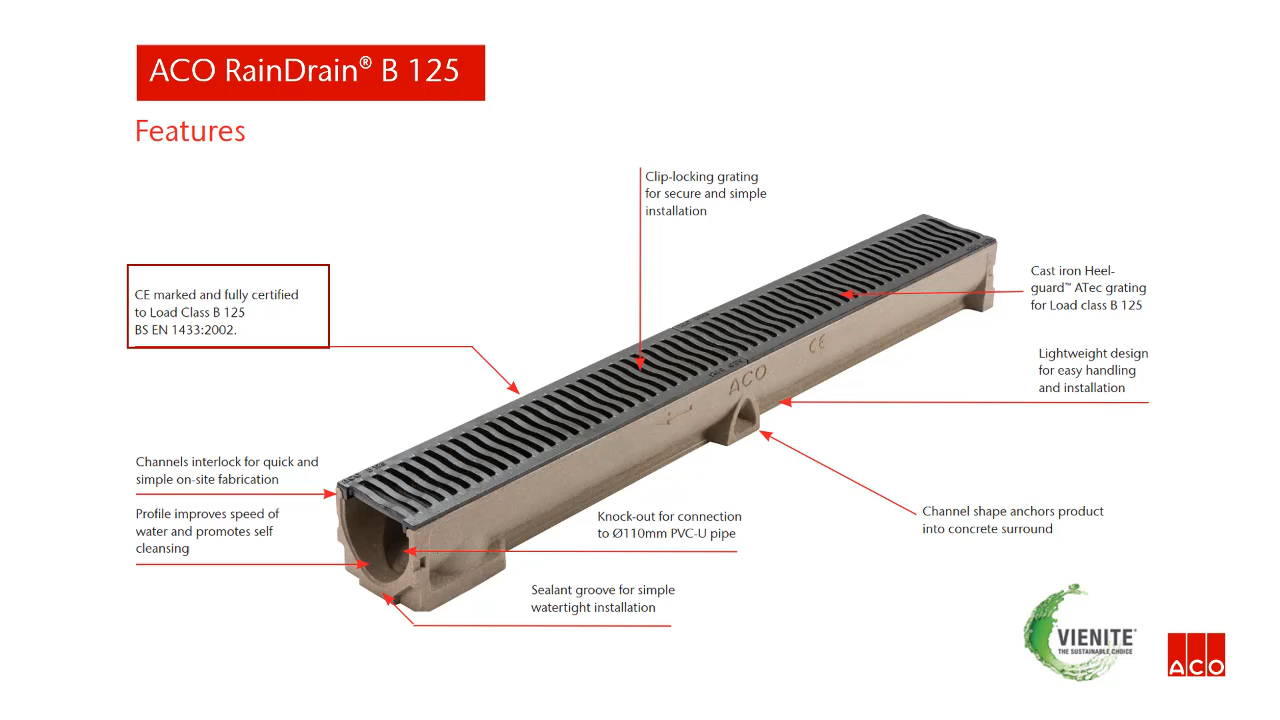 ACO RainDrain® B 125
Features
Clip-locking grating
for secure and simple
installation
CE marked and fully certified
to Load Class B 125
BS EN 1433:2002.
Cast iron Heel-
guard™ ATec grating
for Load class B 125
Lightweight design
for easy handling
and installation
Channels interlock for quick and
simple on-site fabrication
Profile improves speed of
water and promotes self
cleansing
Knock-out for connection
to Ø110mm PVC-U pipe
Channel shape anchors product
into concrete surround
Sealant groove for simple
watertight installation
ACO
CE
VIENITE®
THE SUSTAINABLE CHOICE
ACO